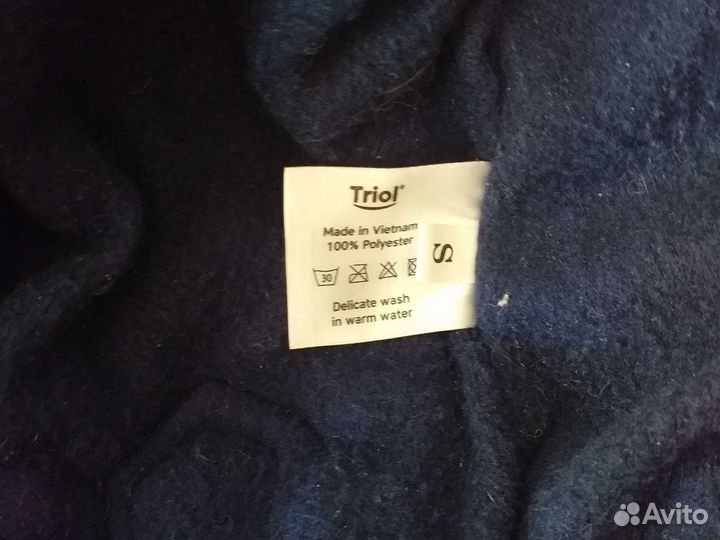 Triol®
Made in Vietnam
100% Polyester
S
30
Delicate wash
in warm water
Avito